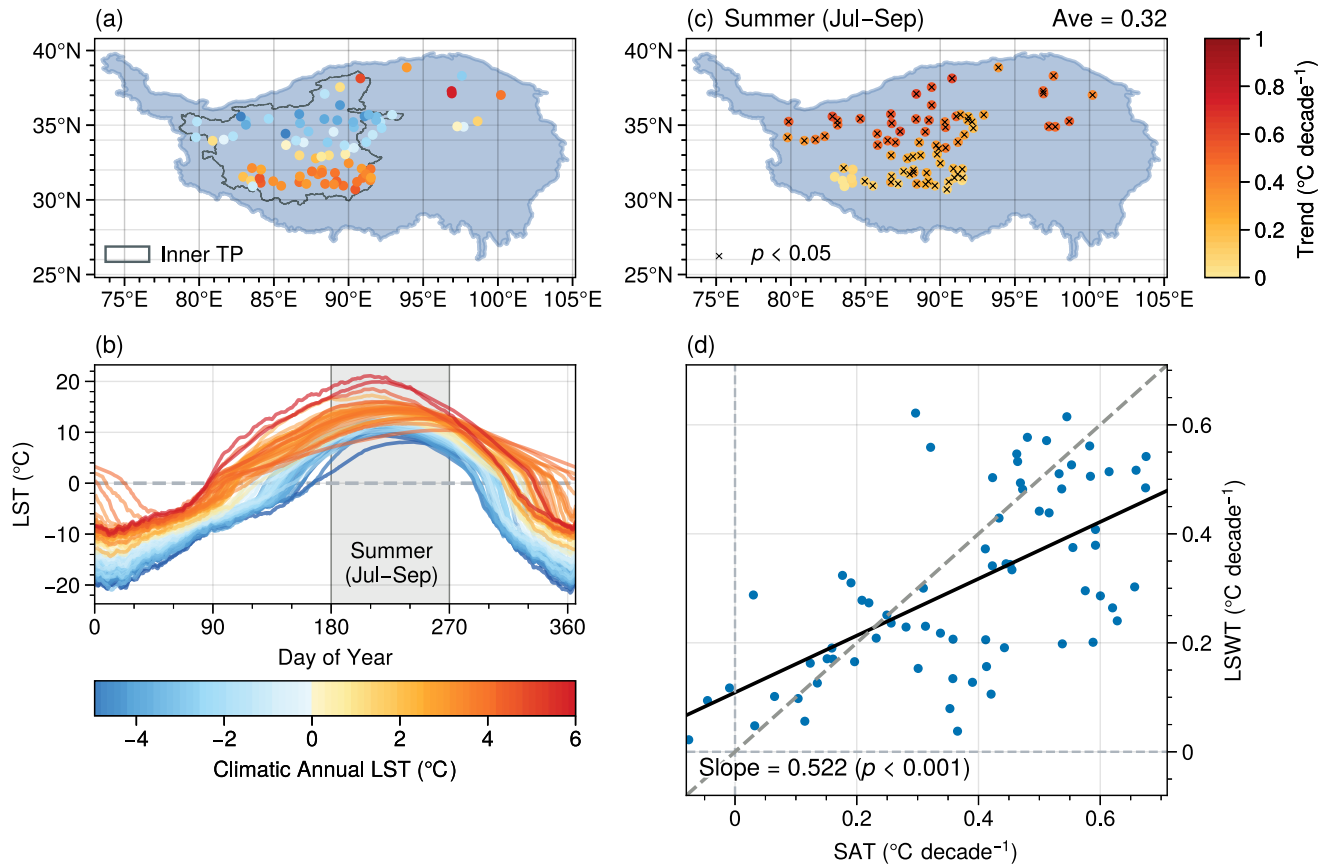 (a)
40°N
35°N
30°N
25°N
Inner TP
75°E 80°E 85°E 90°E 95°E 100°E 105°E
(c) Summer (Jul−Sep) Ave = 0.32
40°N
35°N
30°N
25°N
p < 0.05
75°E 80°E 85°E 90°E 95°E 100°E 105°E
1
0.8
0.6
0.4
0.2
0
Trend (°C decade⁻¹)
(b)
20
10
0
−10
−20
LST (°C)
Summer
(Jul−Sep)
0 90 180 270 360
Day of Year
−4 −2 0 2 4 6
Climatic Annual LST (°C)
(d)
0.6
0.4
0.2
0
LSWT (°C decade⁻¹)
Slope = 0.522 (p < 0.001)
0 0.2 0.4 0.6
SAT (°C decade⁻¹)